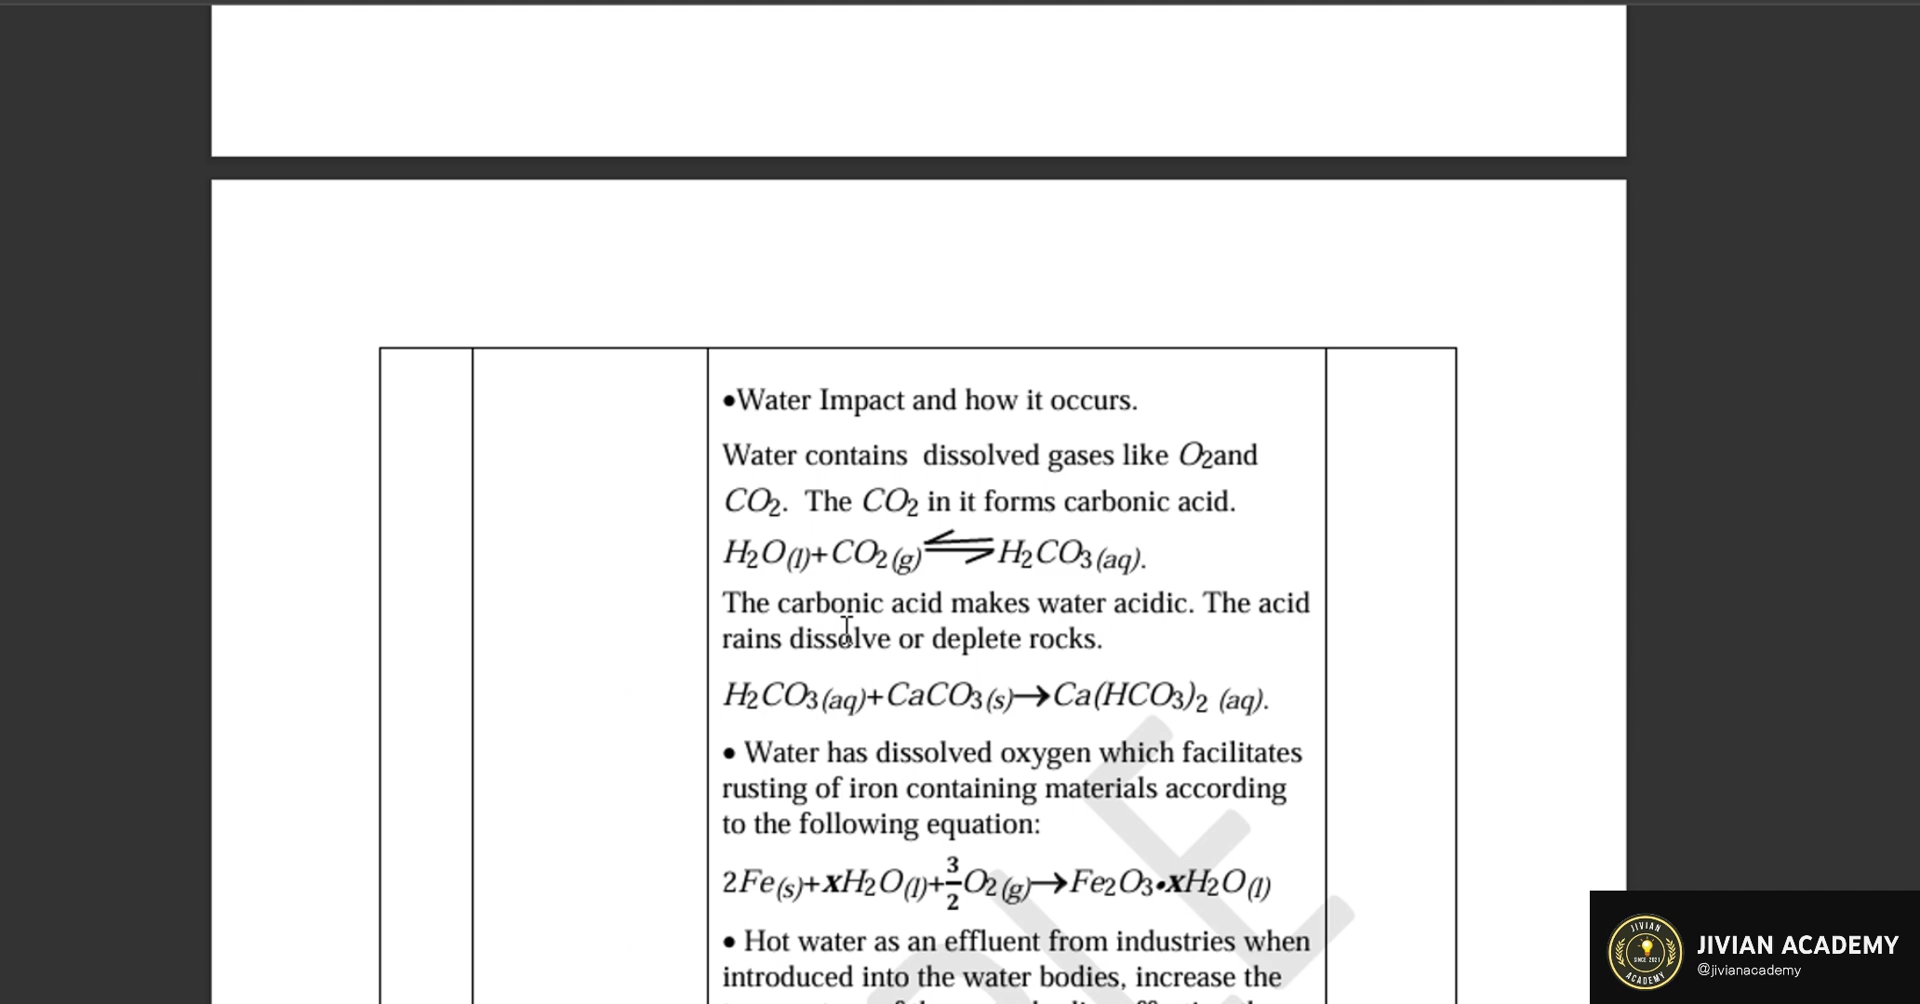 •Water Impact and how it occurs.
Water contains  dissolved gases like O₂and
CO₂.  The CO₂ in it forms carbonic acid.
H₂O(l)+CO₂(g)⇌H₂CO₃(aq).
The carbonic acid makes water acidic. The acid
rains dissolve or deplete rocks.
H₂CO₃(aq)+CaCO₃(s)→Ca(HCO₃)₂ (aq).
• Water has dissolved oxygen which facilitates
rusting of iron containing materials according
to the following equation:
2Fe(s)+xH₂O(l)+3/2O₂(g)→Fe₂O₃•xH₂O(l)
• Hot water as an effluent from industries when
introduced into the water bodies, increase the
JIVIAN
SINCE 2021
ACADEMY
JIVIAN ACADEMY
@jivianacademy